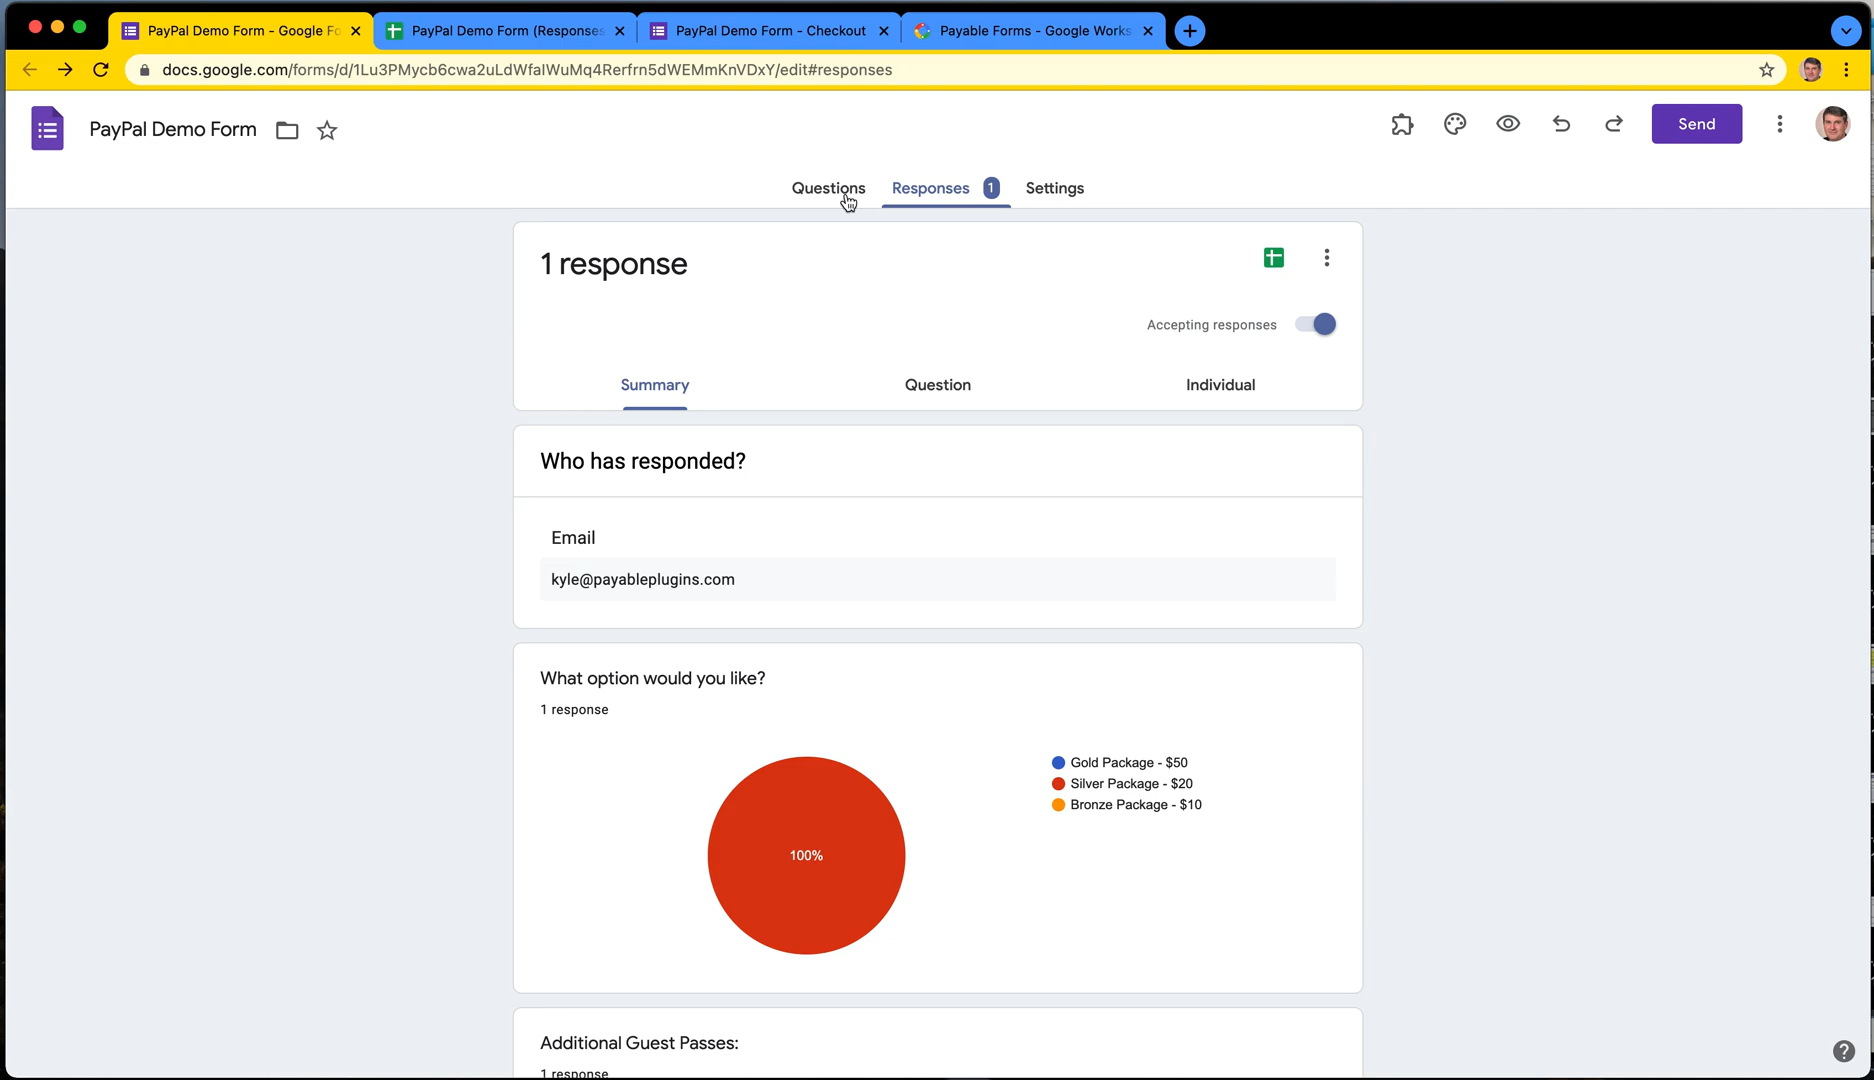 PayPal Demo Form - Google Fo
PayPal Demo Form (Responses
PayPal Demo Form - Checkout
Payable Forms - Google Works
docs.google.com/forms/d/1Lu3PMycb6cwa2uLdWfalWuMq4Rerfrn5dWEMmKnVDxY/edit#responses
PayPal Demo Form
Send
Questions
Responses 1
Settings
1 response
Accepting responses
Summary
Question
Individual
Who has responded?
Email
kyle@payableplugins.com
What option would you like?
1 response
Gold Package - $50
Silver Package - $20
Bronze Package - $10
100%
Additional Guest Passes:
1 response